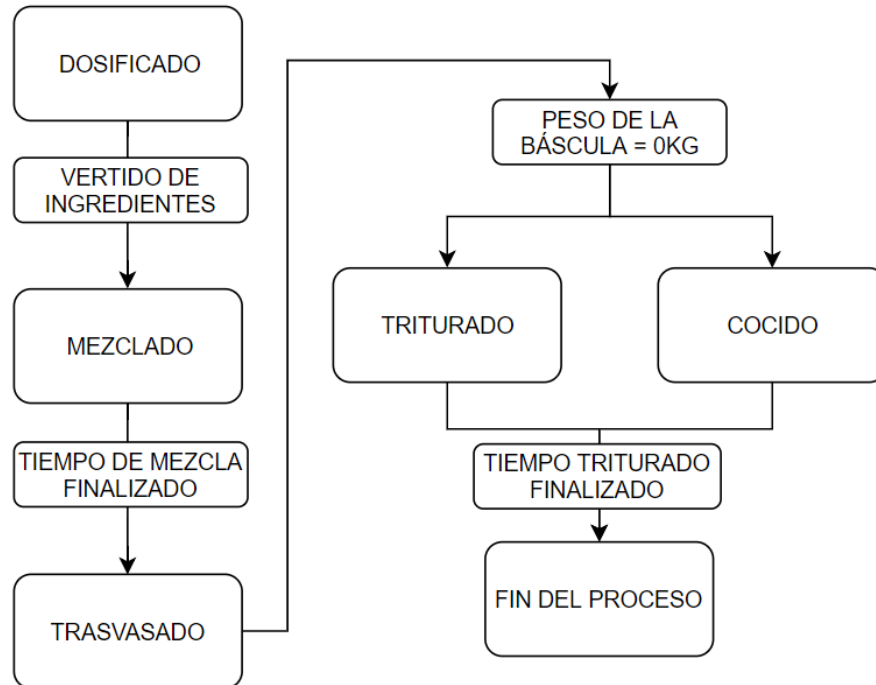 DOSIFICADO
VERTIDO DE
INGREDIENTES
MEZCLADO
TIEMPO DE MEZCLA
FINALIZADO
TRASVASADO
PESO DE LA
BÁSCULA = 0KG
TRITURADO
COCIDO
TIEMPO TRITURADO
FINALIZADO
FIN DEL PROCESO